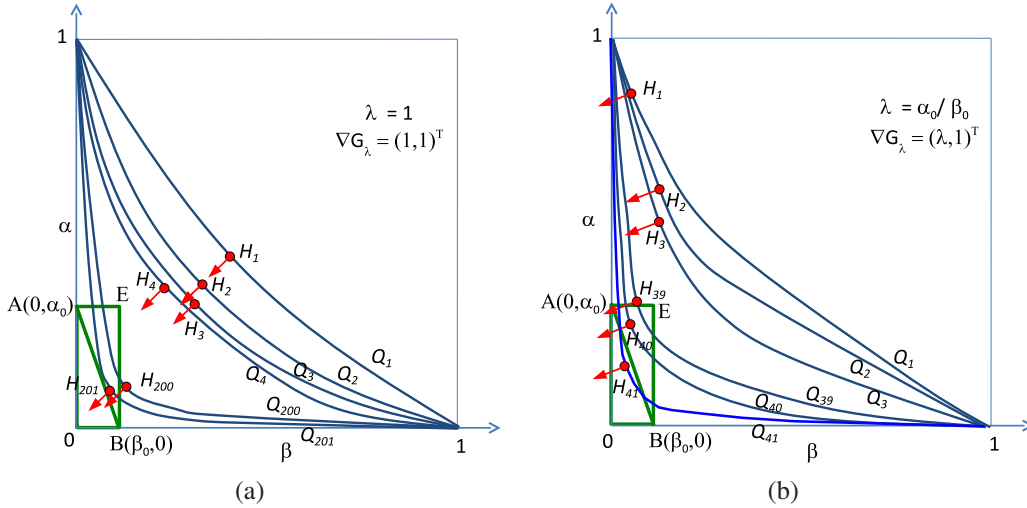 1
λ = 1
∇G_λ = (1,1)^T
α
H_1
H_2
H_4
H_3
A(0,α_0)
E
Q_1
Q_2
Q_3
Q_4
H_201
H_200
Q_200
Q_201
0
B(β_0,0)
β
1
(a)
1
H_1
λ = α_0/ β_0
∇G_λ = (λ,1)^T
H_2
α
H_3
H_39
A(0,α_0)
E
H_40
Q_1
Q_2
H_41
Q_40
Q_39
Q_3
Q_41
0
B(β_0,0)
β
1
(b)